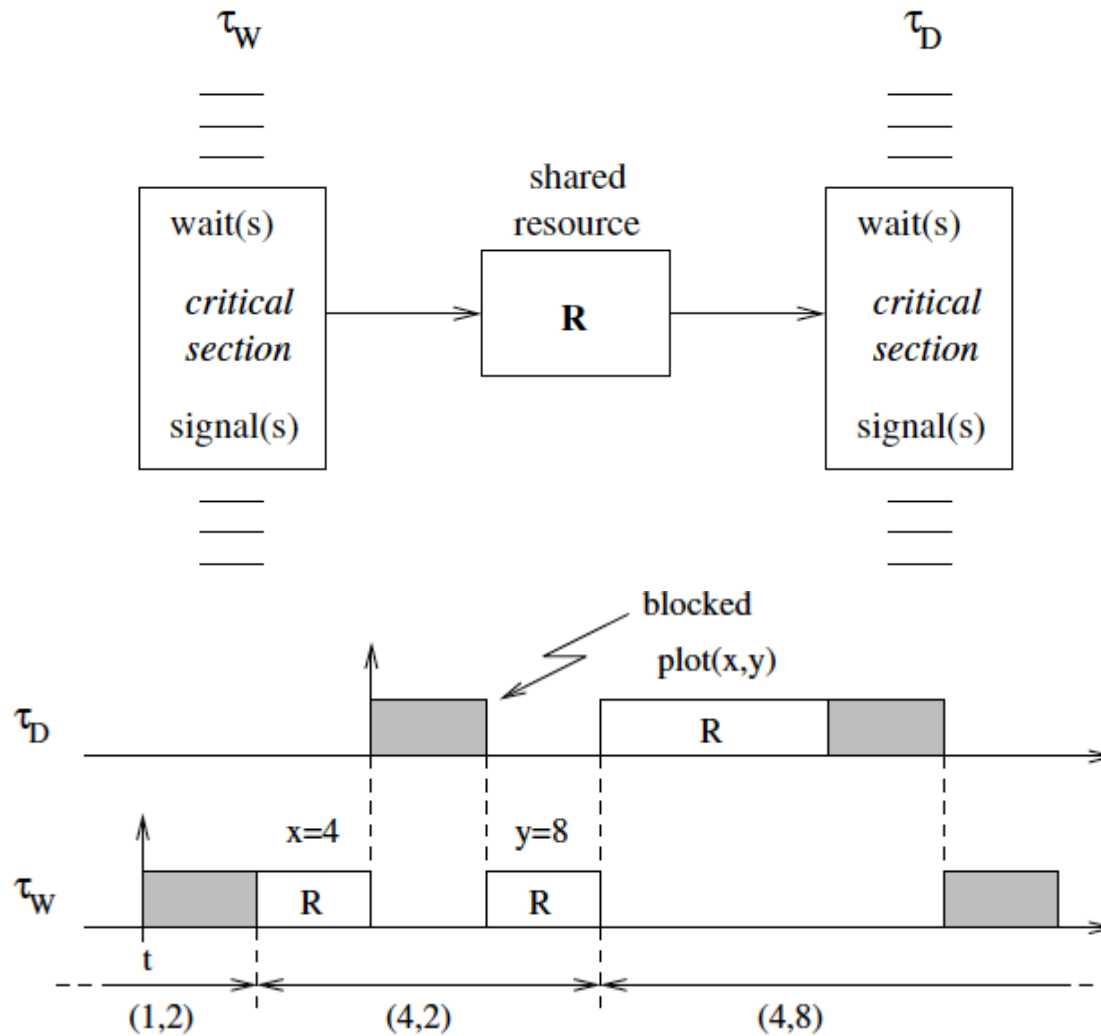 τW
τD
wait(s)
critical
section
signal(s)
shared
resource
R
wait(s)
critical
section
signal(s)
blocked
plot(x,y)
τD
R
x=4
y=8
τW
R
R
t
(1,2)
(4,2)
(4,8)